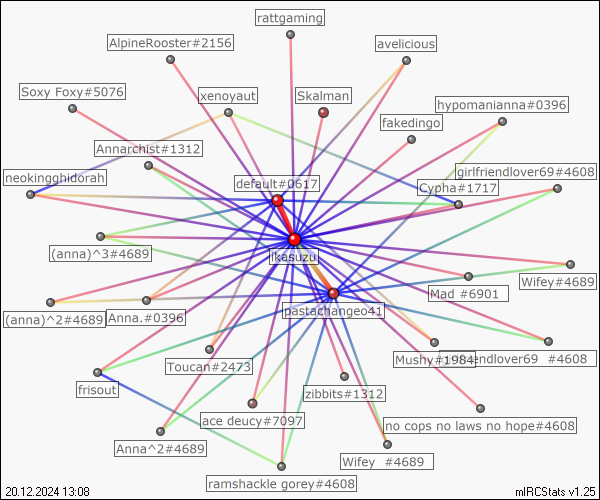 rattgaming
AlpineRooster#2156
avelicious
Soxy Foxy#5076
xenoyaut
Skalman
hypomanianna#0396
fakedingo
Annarchist#1312
girlfriendlover69#4608
neokingghidorah
default#0617
Cypha#1717
(anna)^3#4689
ikasuzu
Wifey#4689
Mad #6901
(anna)^2#4689
Anna.#0396
pastachangeo41
Mushy#1984
#4608
Toucan#2473
frisout
zibbits#1312
ace deucy#7097
no cops no laws no hope#4608
Anna^2#4689
Wifey #4689
ramshackle gorey#4608
20.12.2024 13:08
mIRCStats v1.25